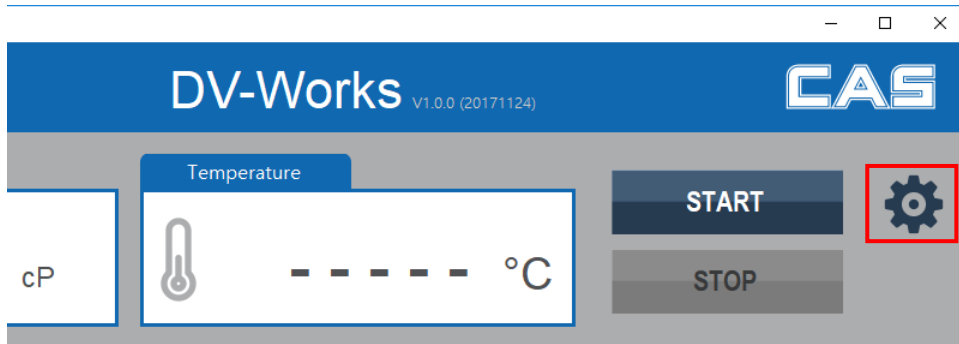 DV-Works V1.0.0 (20171124)
CAS
Temperature
cP
- - - - - °C
START
STOP